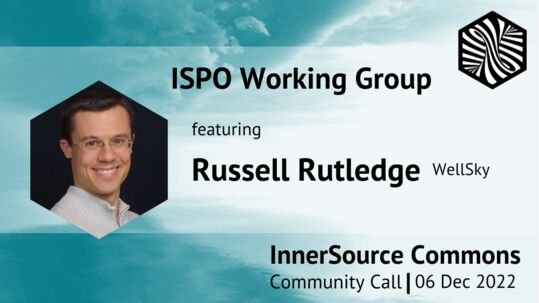 ISPO Working Group
featuring
Russell Rutledge WellSky
InnerSource Commons
Community Call | 06 Dec 2022